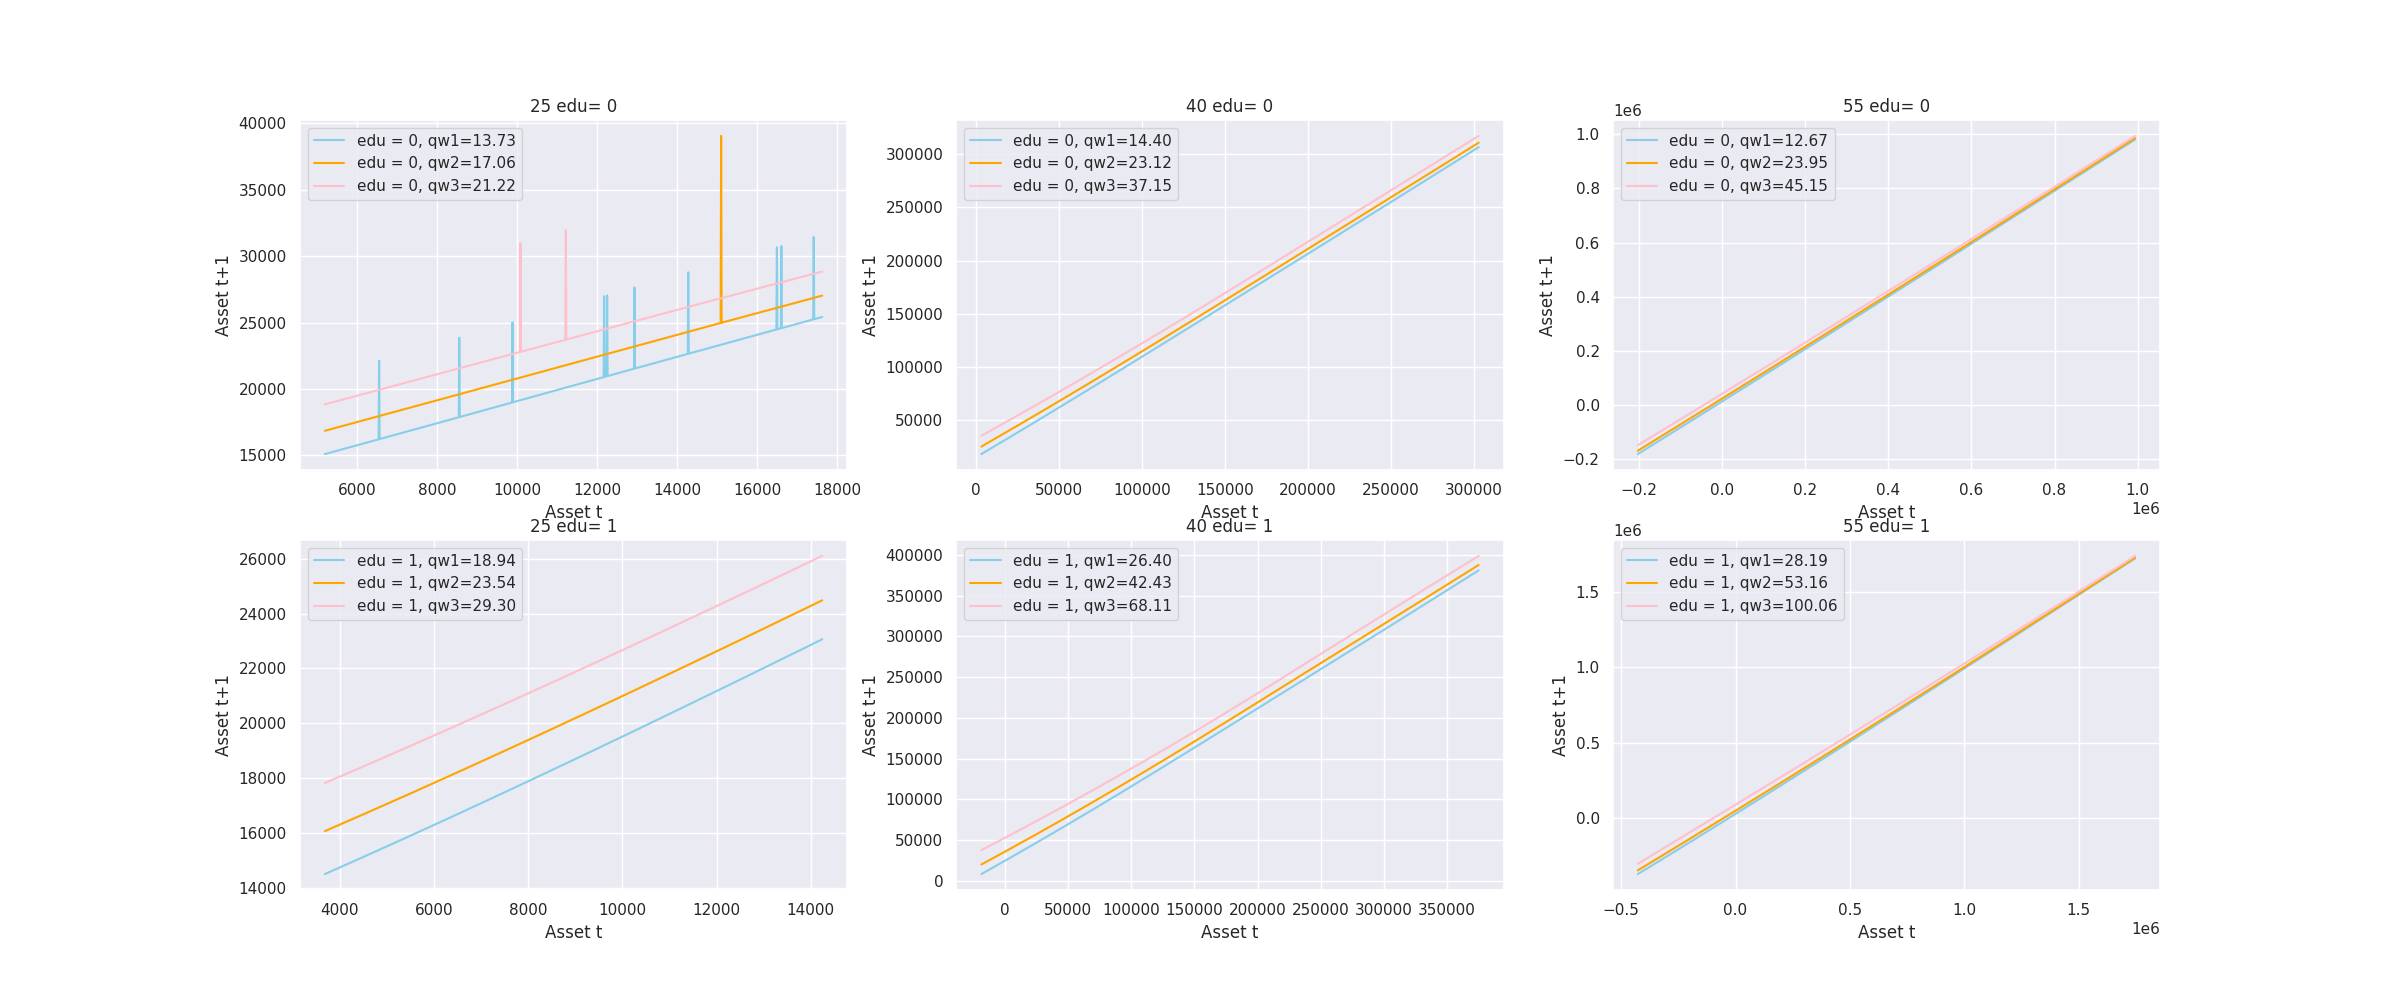 25 edu= 0
edu = 0, qw1=13.73
edu = 0, qw2=17.06
edu = 0, qw3=21.22
40000
35000
30000
25000
20000
15000
Asset t+1
6000 8000 10000 12000 14000 16000 18000
Asset t
40 edu= 0
edu = 0, qw1=14.40
edu = 0, qw2=23.12
edu = 0, qw3=37.15
300000
250000
200000
150000
100000
50000
Asset t+1
0 50000 100000 150000 200000 250000 300000
Asset t
55 edu= 0
1e6
edu = 0, qw1=12.67
edu = 0, qw2=23.95
edu = 0, qw3=45.15
1.0
0.8
0.6
0.4
0.2
0.0
−0.2
Asset t+1
−0.2 0.0 0.2 0.4 0.6 0.8 1.0
1e6
Asset t
25 edu= 1
edu = 1, qw1=18.94
edu = 1, qw2=23.54
edu = 1, qw3=29.30
26000
24000
22000
20000
18000
16000
14000
Asset t+1
4000 6000 8000 10000 12000 14000
Asset t
40 edu= 1
edu = 1, qw1=26.40
edu = 1, qw2=42.43
edu = 1, qw3=68.11
400000
350000
300000
250000
200000
150000
100000
50000
0
Asset t+1
0 50000 100000 150000 200000 250000 300000 350000
Asset t
55 edu= 1
1e6
edu = 1, qw1=28.19
edu = 1, qw2=53.16
edu = 1, qw3=100.06
1.5
1.0
0.5
0.0
Asset t+1
−0.5 0.0 0.5 1.0 1.5
1e6
Asset t